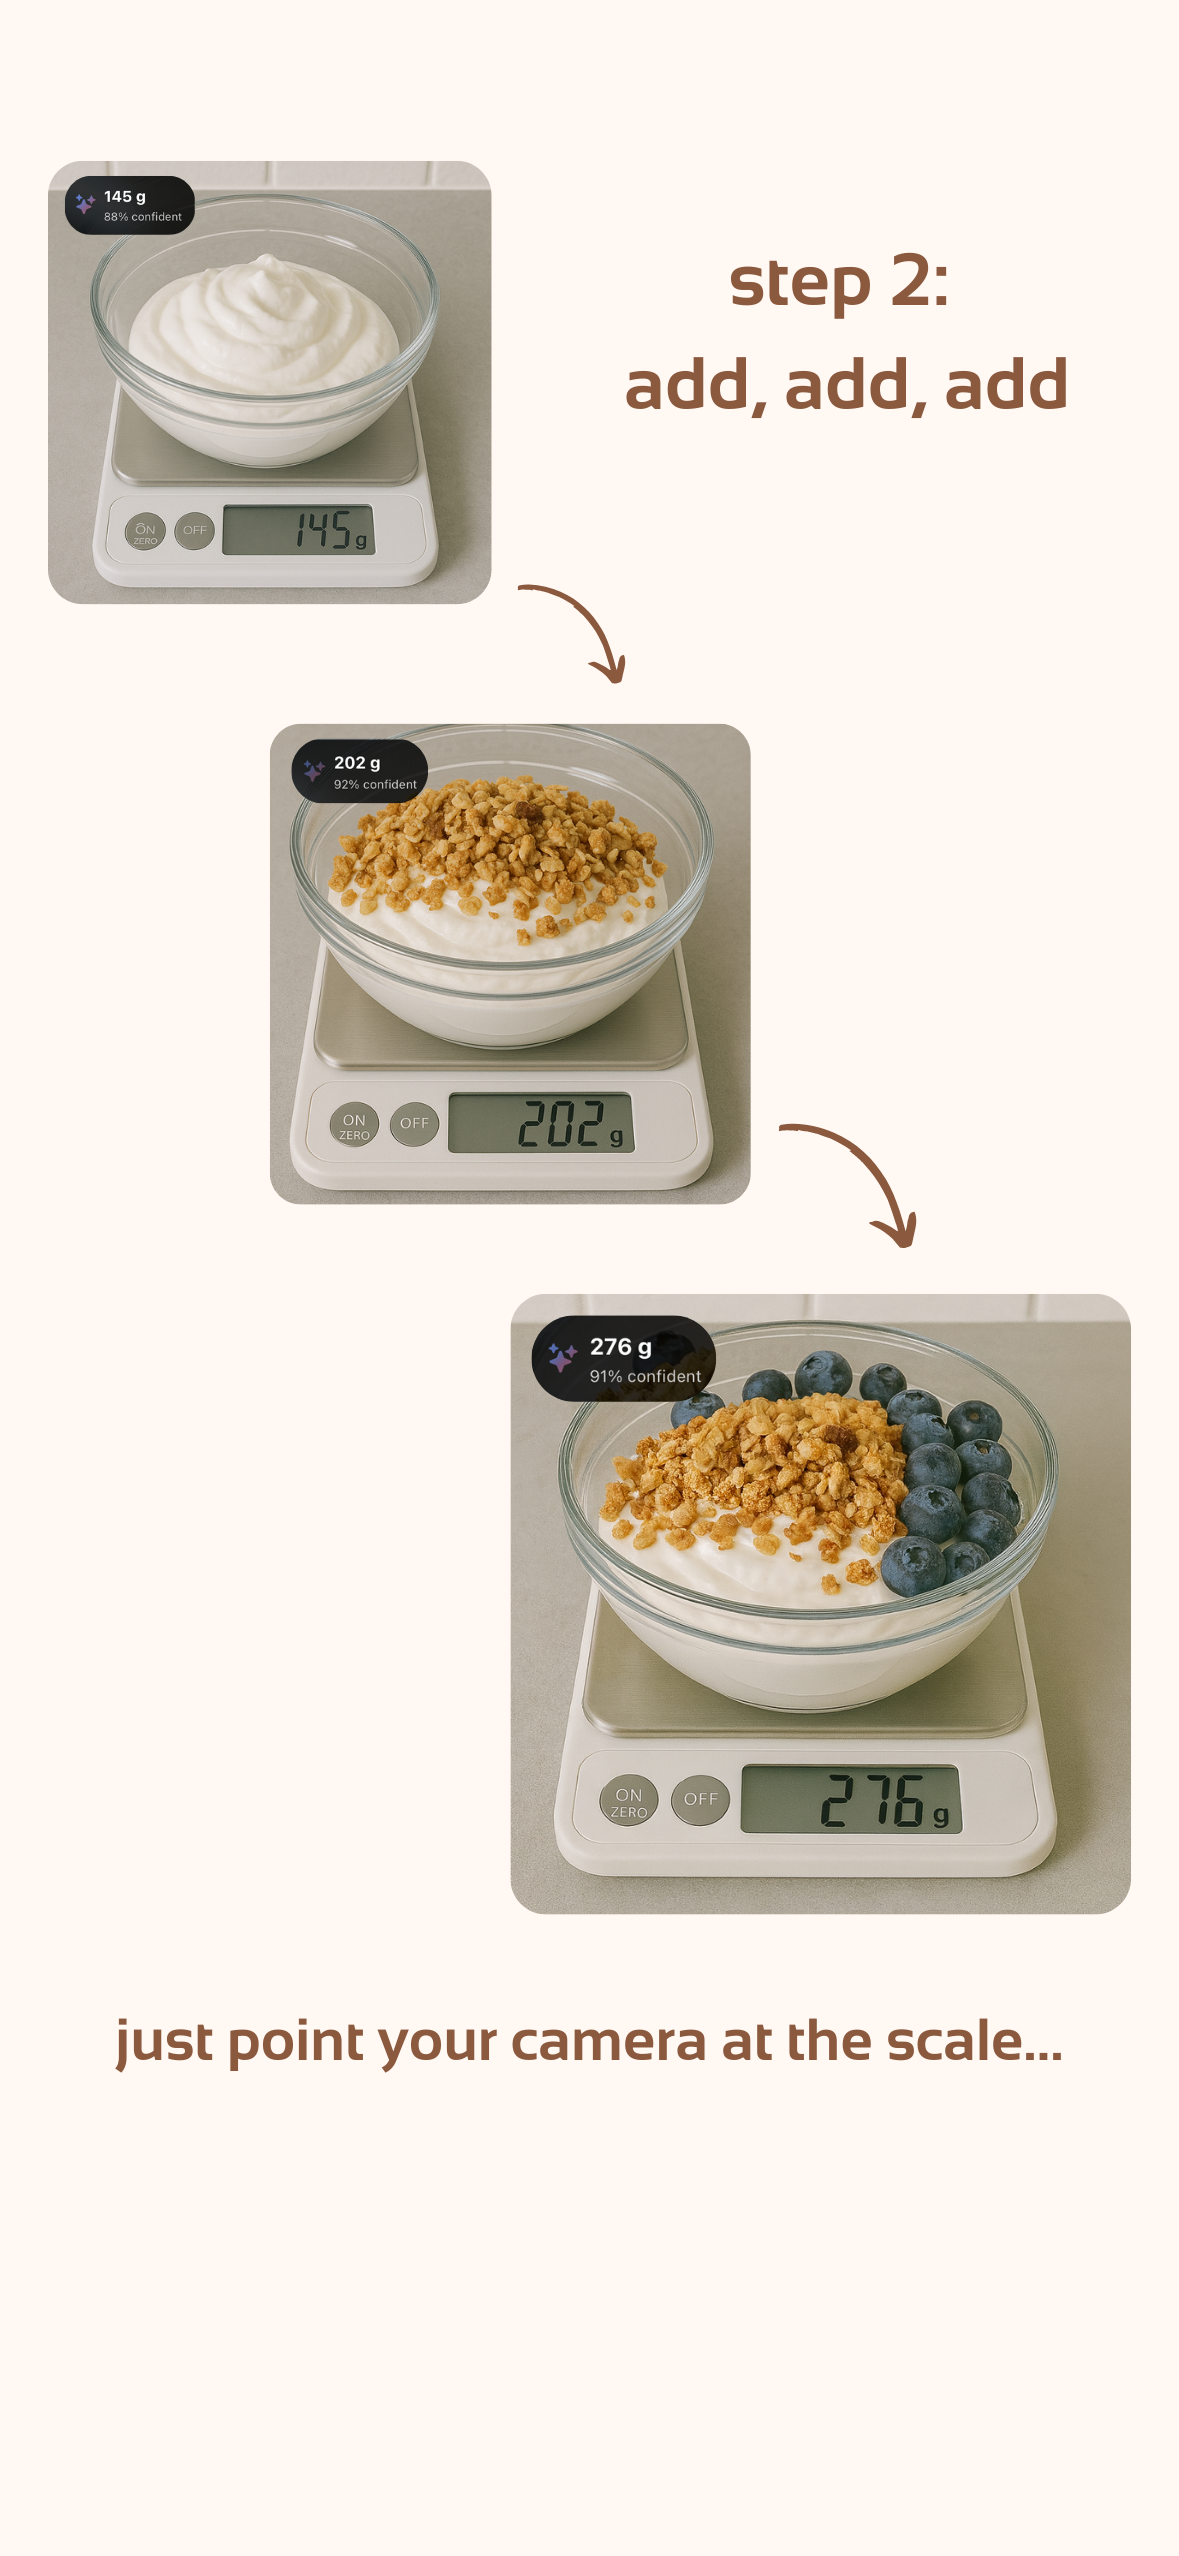 145 g
88% confident
step 2:
add, add, add
ON
ZERO
OFF
145 g
202 g
92% confident
ON
ZERO
OFF
202 g
276 g
91% confident
ON
ZERO
OFF
276 g
just point your camera at the scale...